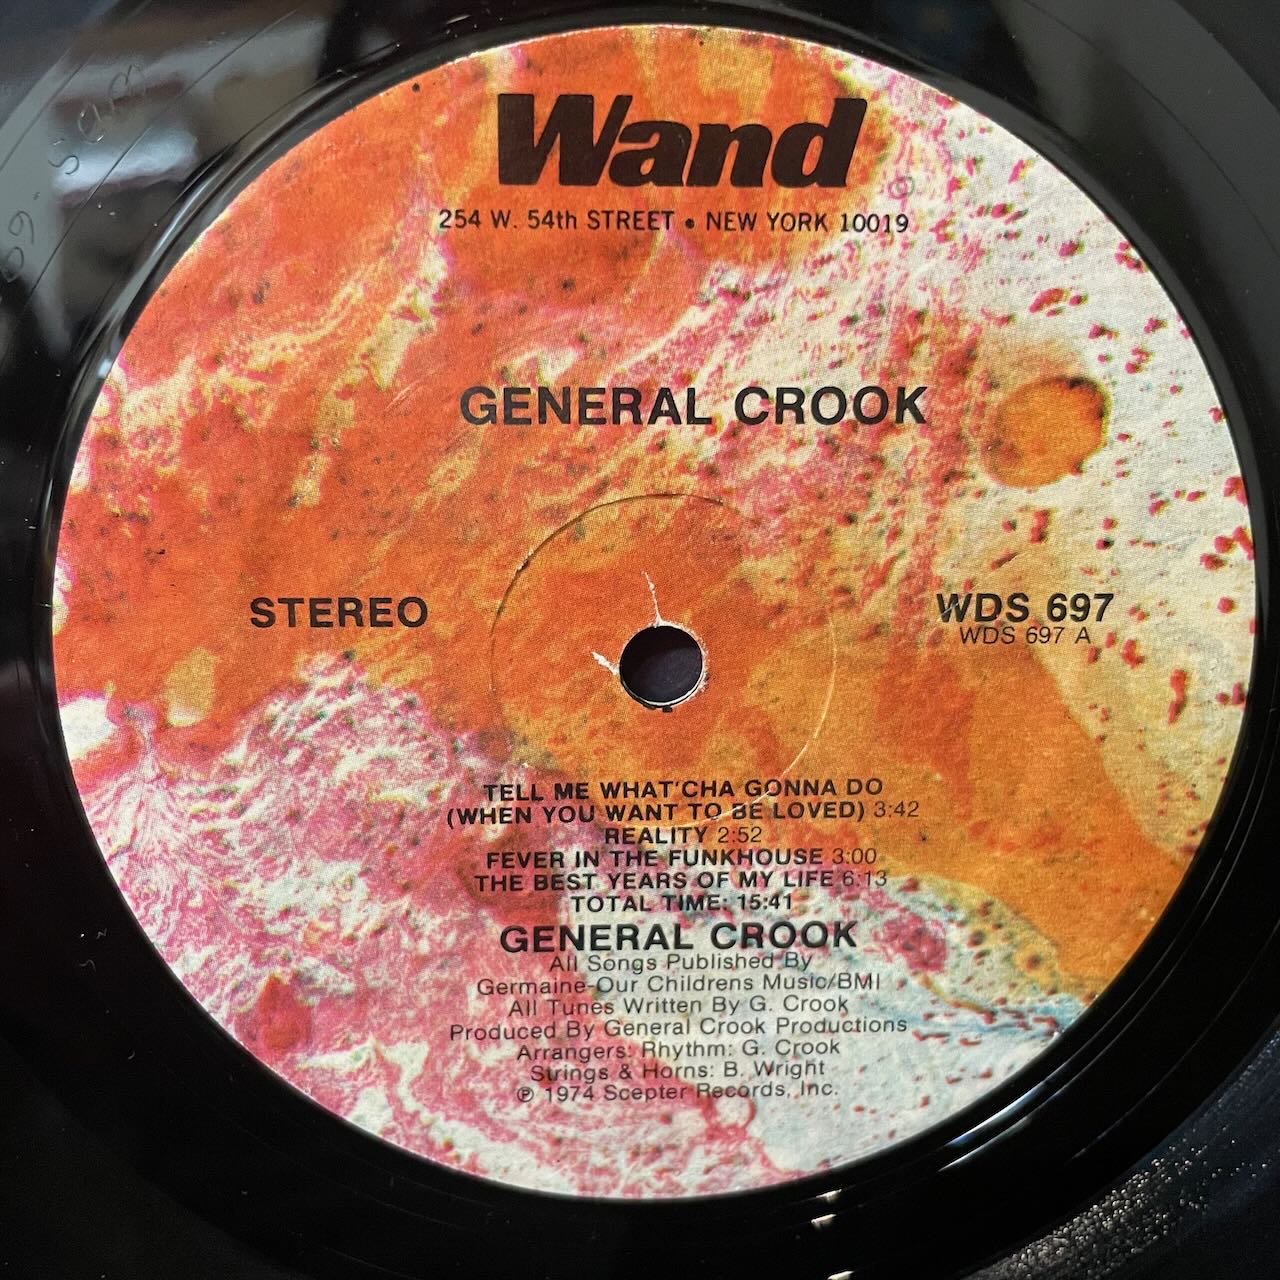 Wand
254 W. 54th STREET • NEW YORK 10019
GENERAL CROOK
STEREO
WDS 697
WDS 697 A
TELL ME WHAT'CHA GONNA DO
(WHEN YOU WANT TO BE LOVED) 3:42
REALITY 2:52
FEVER IN THE FUNKHOUSE 3:00
THE BEST YEARS OF MY LIFE 6:13
TOTAL TIME: 15:41
GENERAL CROOK
All Songs Published By
Germaine-Our Childrens Music/BMI
All Tunes Written By G. Crook
Produced By General Crook Productions
Arrangers: Rhythm: G. Crook
Strings & Horns: B. Wright
℗ 1974 Scepter Records, Inc.